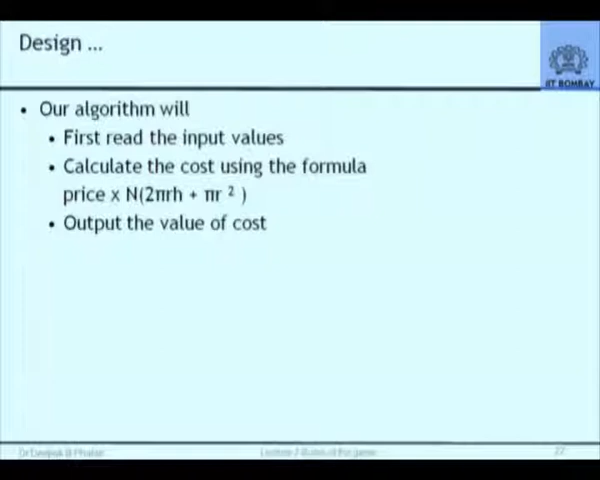 Design ...
IIT BOMBAY
• Our algorithm will
• First read the input values
• Calculate the cost using the formula
price x N(2πrh + πr ² )
• Output the value of cost
27